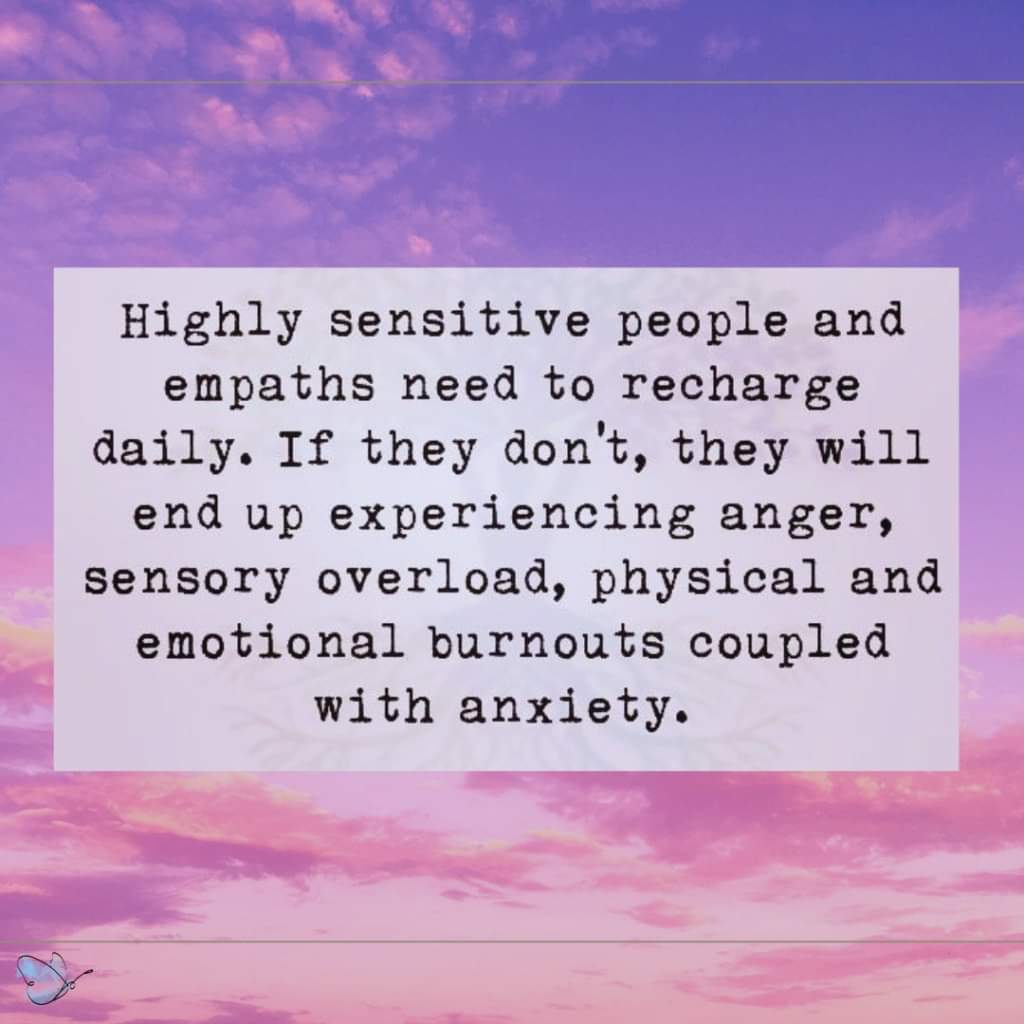 Highly sensitive people and
empaths need to recharge
daily. If they don't, they will
end up experiencing anger,
sensory overload, physical and
emotional burnouts coupled
with anxiety.